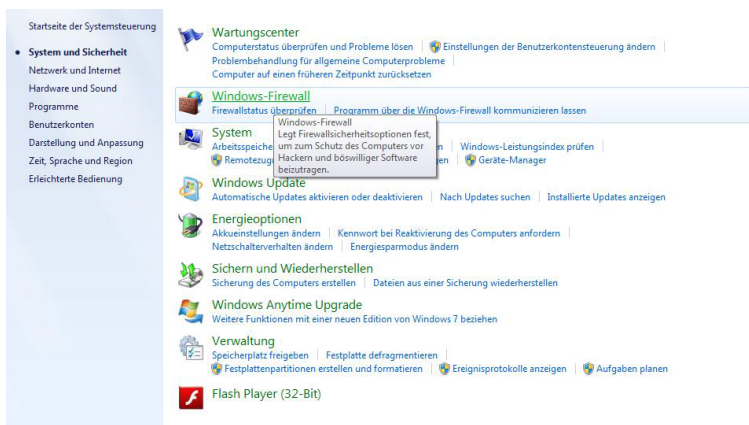 Startseite der Systemsteuerung
System und Sicherheit
Netzwerk und Internet
Hardware und Sound
Programme
Benutzerkonten
Darstellung und Anpassung
Zeit, Sprache und Region
Erleichterte Bedienung
Wartungscenter
Computerstatus überprüfen und Probleme lösen | Einstellungen der Benutzerkontensteuerung ändern |
Problembehandlung für allgemeine Computerprobleme |
Computer auf einen früheren Zeitpunkt zurücksetzen
Windows-Firewall
Firewallstatus überprüfen | Programm über die Windows-Firewall kommunizieren lassen
Windows-Firewall
Legt Firewallsicherheitsoptionen fest,
um zum Schutz des Computers vor
Hackern und böswilliger Software
beizutragen.
System
Windows-Leistungsindex prüfen |
Geräte-Manager
Windows Update
Automatische Updates aktivieren oder deaktivieren | Nach Updates suchen | Installierte Updates anzeigen
Energieoptionen
Akkueinstellungen ändern | Kennwort bei Reaktivierung des Computers anfordern |
Netzschalterverhalten ändern | Energiesparmodus ändern
Sichern und Wiederherstellen
Sicherung des Computers erstellen | Dateien aus einer Sicherung wiederherstellen
Windows Anytime Upgrade
Weitere Funktionen mit einer neuen Edition von Windows 7 beziehen
Verwaltung
Speicherplatz freigeben | Festplatte defragmentieren |
Festplattenpartitionen erstellen und formatieren | Ereignisprotokolle anzeigen | Aufgaben planen
Flash Player (32-Bit)